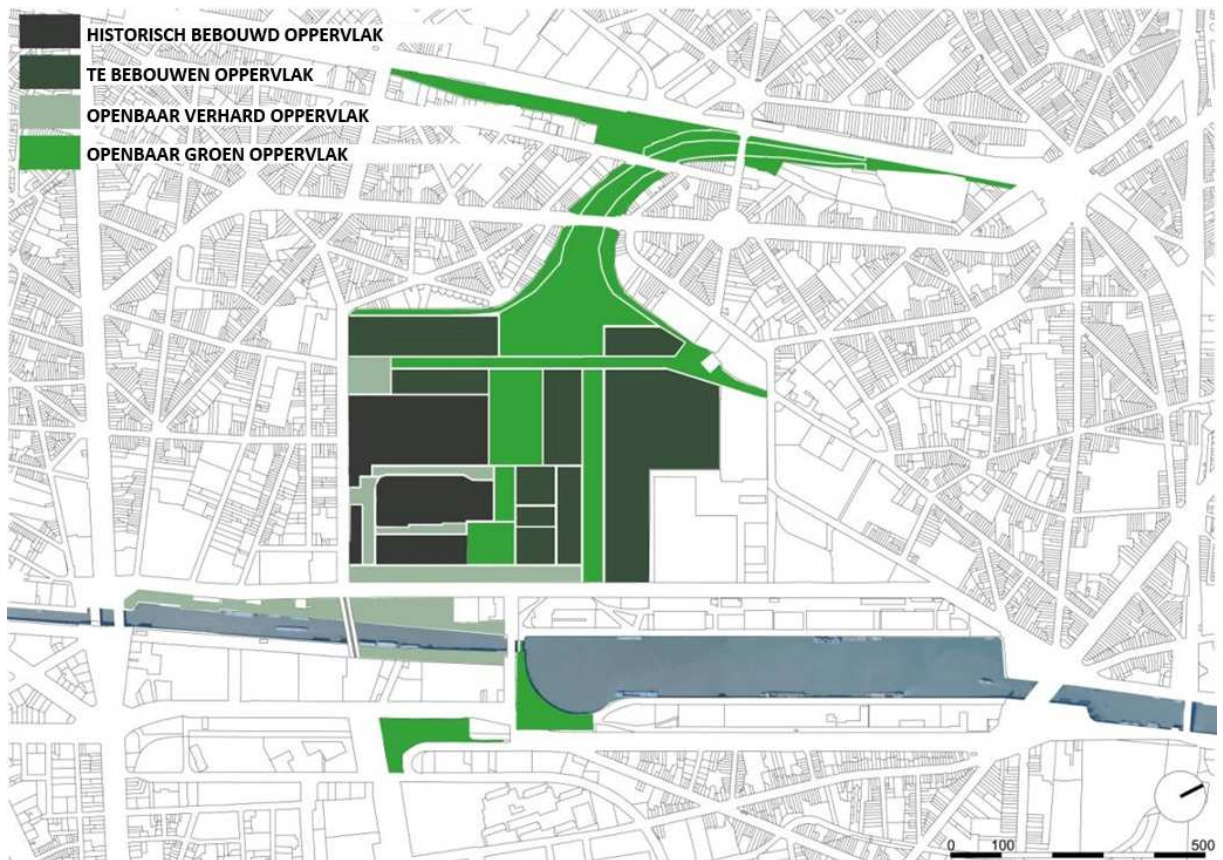 HISTORISCH BEBOUWD OPPERVLAK
TE BEBOUWEN OPPERVLAK
OPENBAAR VERHARD OPPERVLAK
OPENBAAR GROEN OPPERVLAK
0 100 500